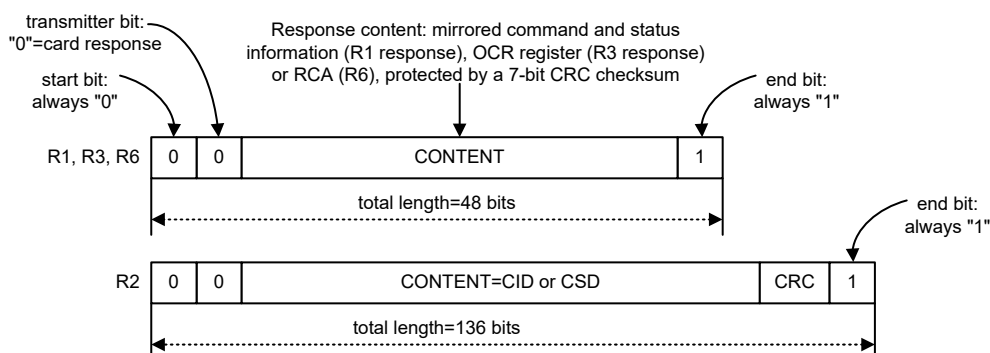 transmitter bit:
"0"=card response
start bit:
always "0"
Response content: mirrored command and status
information (R1 response), OCR register (R3 response)
or RCA (R6), protected by a 7-bit CRC checksum
end bit:
always "1"
R1, R3, R6 0 0 CONTENT 1
total length=48 bits
end bit:
always "1"
R2 0 0 CONTENT=CID or CSD CRC 1
total length=136 bits